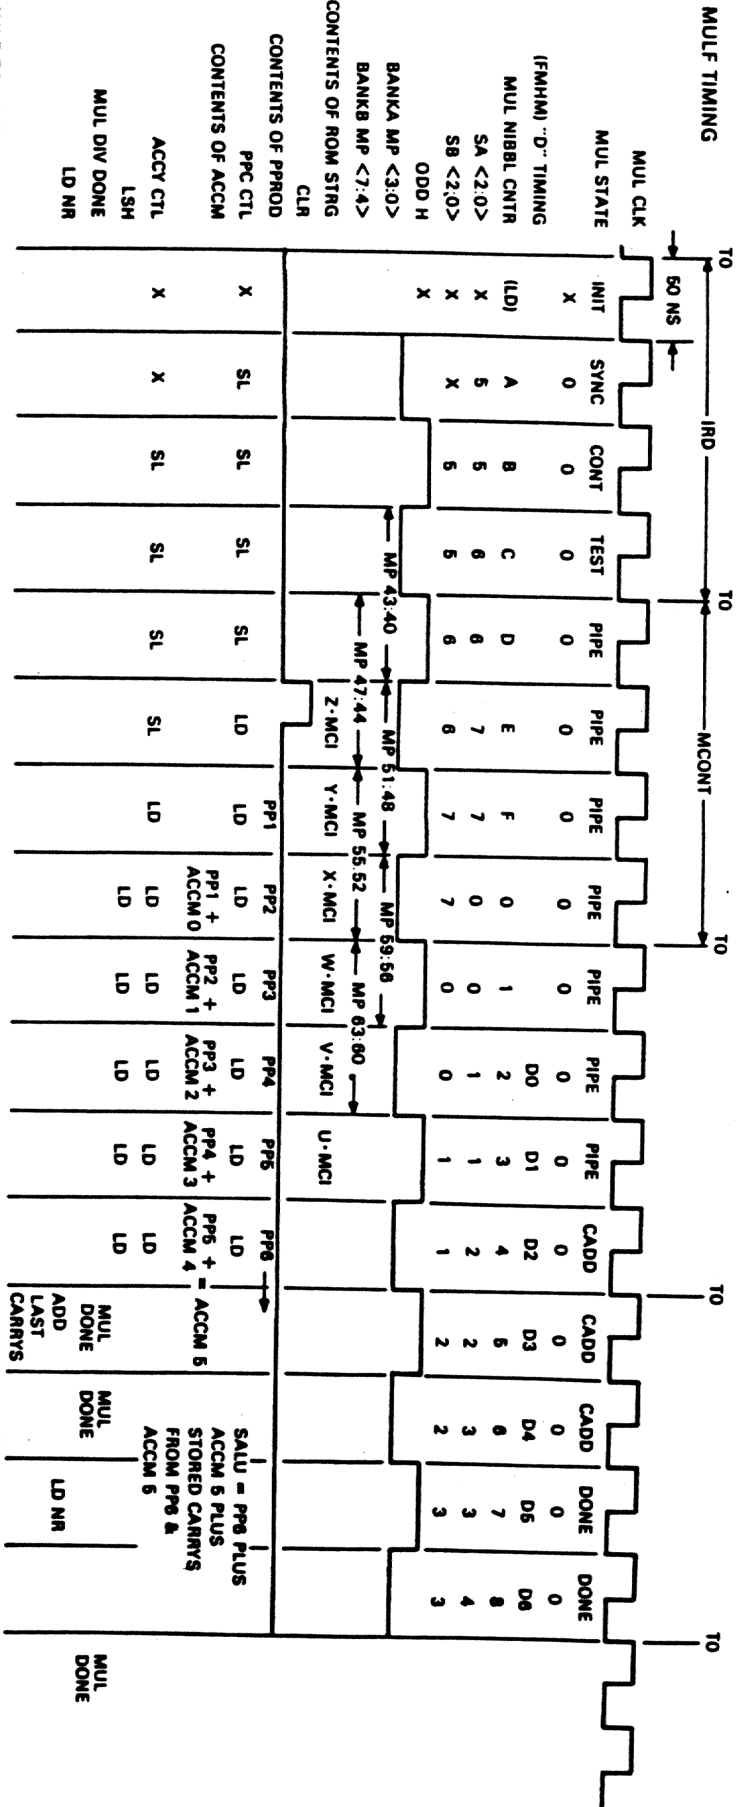 MULF TIMING
T0 T0 T0 T0 T0
IRD MCONT
50 NS
MUL CLK
MUL STATE INIT SYNC CONT TEST PIPE PIPE PIPE PIPE PIPE PIPE PIPE CADD CADD CADD DONE DONE
(FMHM) "D" TIMING X 0 0 0 0 0 0 0 0 0 0 0 0 0 0 0
D0 D1 D2 D3 D4 D5 D6
MUL NIBBL CNTR (LD) A B C D E F 0 1 2 3 4 5 6 7 8
SA <2:0> X 5 5 6 6 7 7 0 0 1 1 2 2 3 3 4
SB <2:0> X X 5 5 6 6 7 7 0 0 1 1 2 2 3 3
ODD H X
BANKA MP <3:0> MP 43:40 MP 51:48 MP 59:56
BANKB MP <7:4> MP 47:44 MP 55:52 MP 63:60
CONTENTS OF ROM STRG Z·MCI Y·MCI X·MCI W·MCI V·MCI U·MCI
CLR
CONTENTS OF PPROD PP1 PP2 PP3 PP4 PP5 PP6
PPC CTL X SL SL SL SL LD LD LD LD LD LD LD
CONTENTS OF ACCM PP1 + ACCM 0 PP2 + ACCM 1 PP3 + ACCM 2 PP4 + ACCM 3 PP5 + ACCM 4 = ACCM 5
SALU = PP6 PLUS
ACCM 5 PLUS
STORED CARRYS
FROM PP6 &
ACCM 5
ACCY CTL X X SL SL SL SL LD LD LD LD LD LD
LSH LD LD LD LD LD
MUL DIV DONE MUL DONE MUL DONE MUL DONE
ADD LAST CARRYS
LD NR LD NR